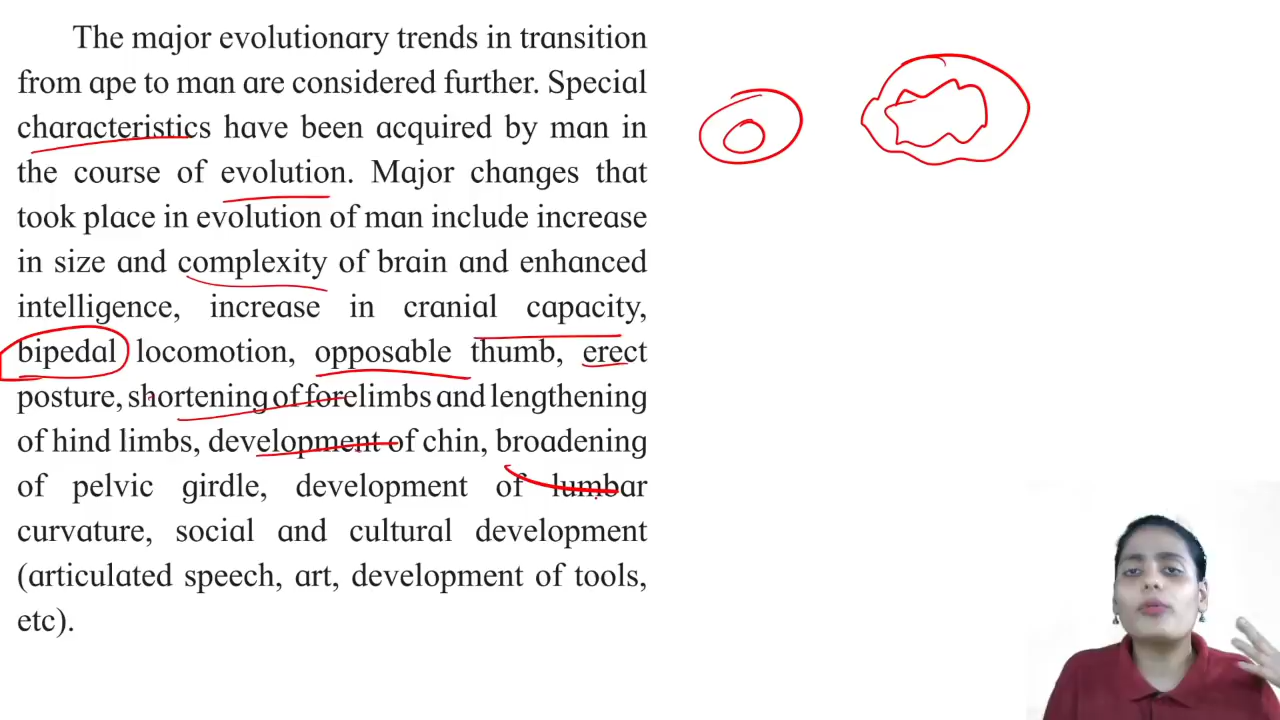 The major evolutionary trends in transition
from ape to man are considered further. Special
characteristics have been acquired by man in
the course of evolution. Major changes that
took place in evolution of man include increase
in size and complexity of brain and enhanced
intelligence, increase in cranial capacity,
bipedal locomotion, opposable thumb, erect
posture, shortening of forelimbs and lengthening
of hind limbs, development of chin, broadening
of pelvic girdle, development of lumbar
curvature, social and cultural development
(articulated speech, art, development of tools,
etc).